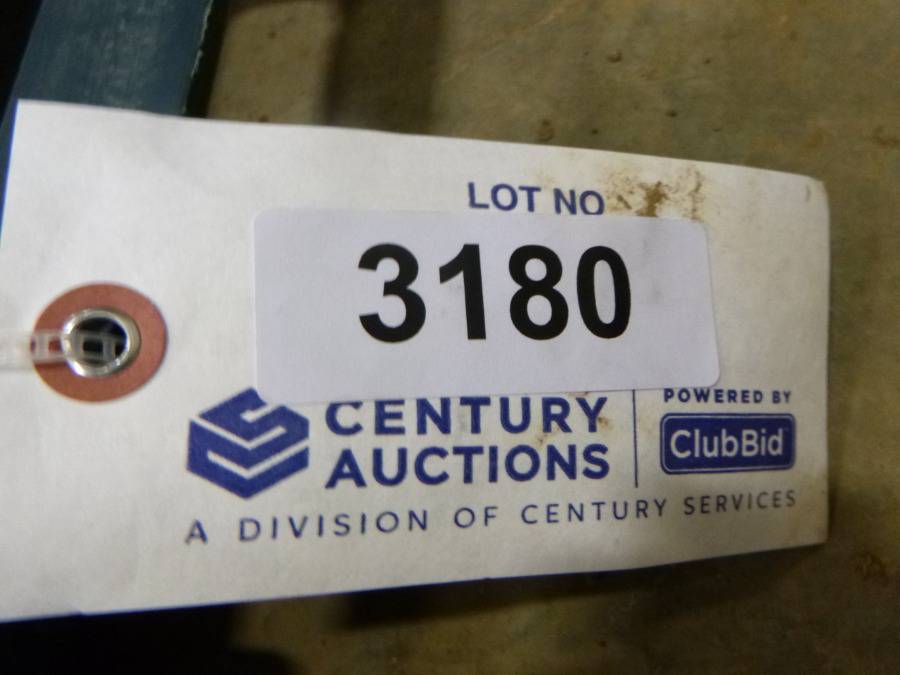 LOT NO
3180
CENTURY
AUCTIONS
POWERED BY
ClubBid
A DIVISION OF CENTURY SERVICES